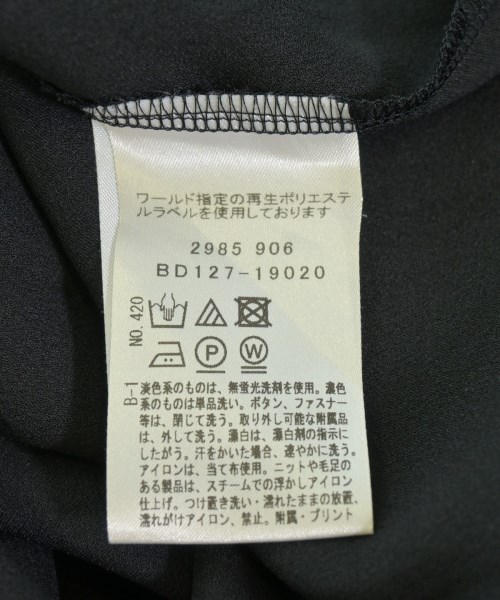 ワールド指定の再生ポリエステ
ルラベルを使用しております
2985 906
BD127-19020
NO.420
P
W
B-1
淡色系のものは、無蛍光洗剤を使用。濃色
系のものは単品洗い。ボタン、ファスナー
等は、閉じて洗う。取り外し可能な附属品
は、外して洗う。漂白は、漂白剤の指示に
したがう。汗をかいた場合、速やかに洗う。
アイロンは、当て布使用。ニットや毛足の
ある製品は、スチームでの浮かしアイロン
仕上げ。つけ置き洗い・濡れたままの放置、
濡れがけアイロン、禁止。附属・プリント